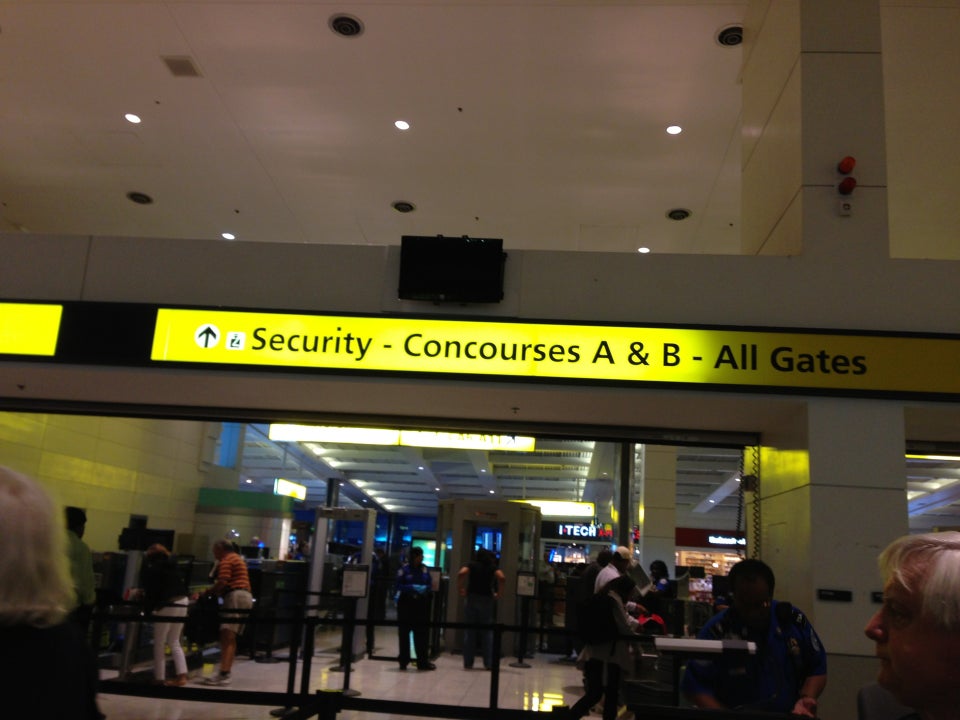 Security - Concourses A & B - All Gates
I·TECH